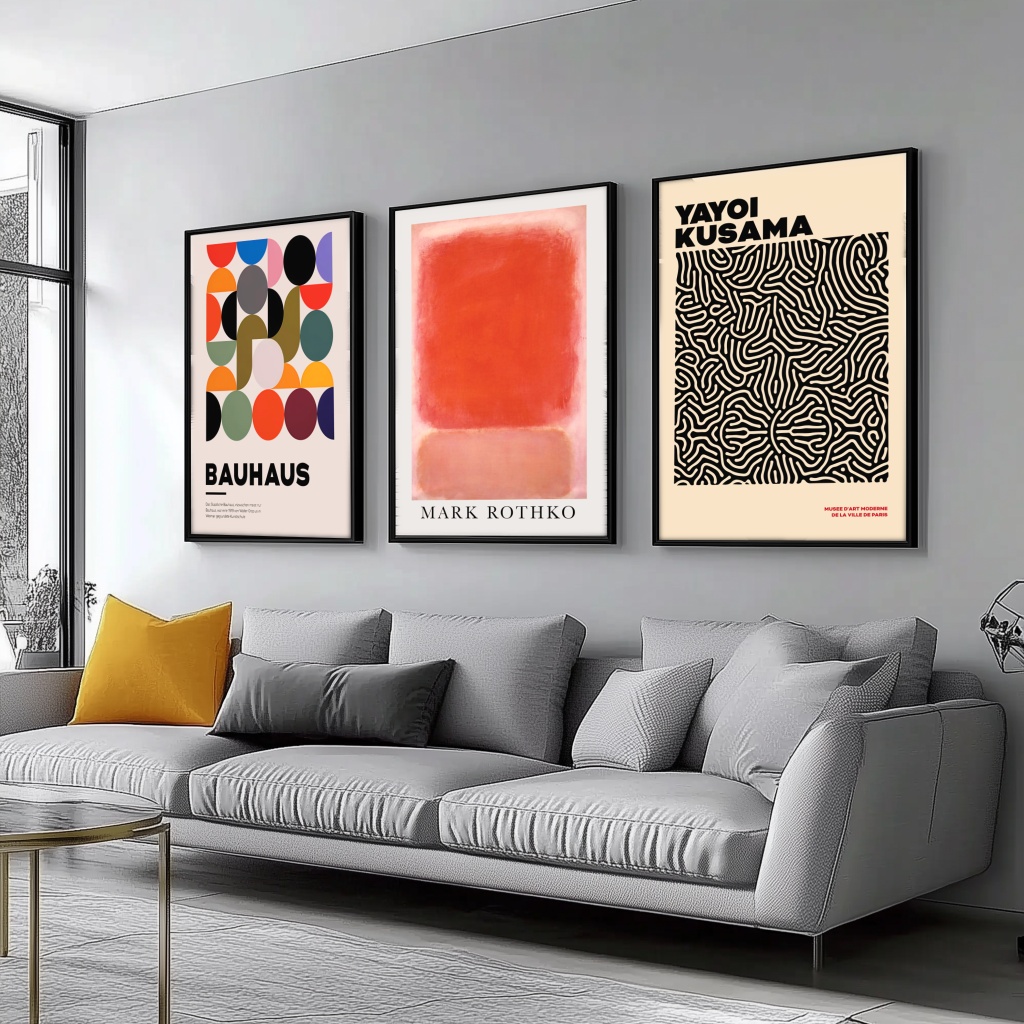 BAUHAUS
MARK ROTHKO
YAYOI
KUSAMA
MUSEE D'ART MODERNE
DE LA VILLE DE PARIS